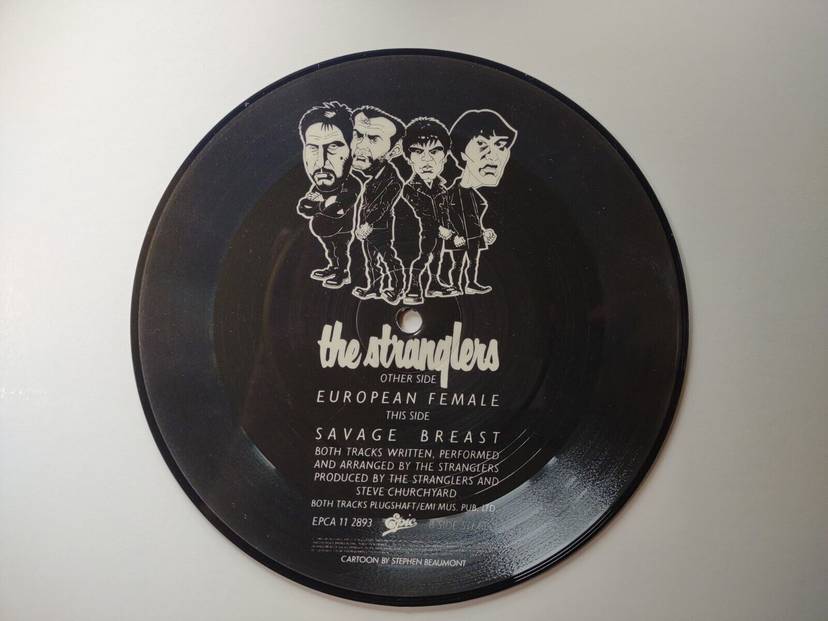 the stranglers
OTHER SIDE
EUROPEAN FEMALE
THIS SIDE
SAVAGE BREAST
BOTH TRACKS WRITTEN, PERFORMED
AND ARRANGED BY THE STRANGLERS
PRODUCED BY THE STRANGLERS AND
STEVE CHURCHYARD
BOTH TRACKS PLUGSHAFT/EMI MUS. PUB. LTD.
EPCA 11 2893 Epic B SIDE
CARTOON BY STEPHEN BEAUMONT